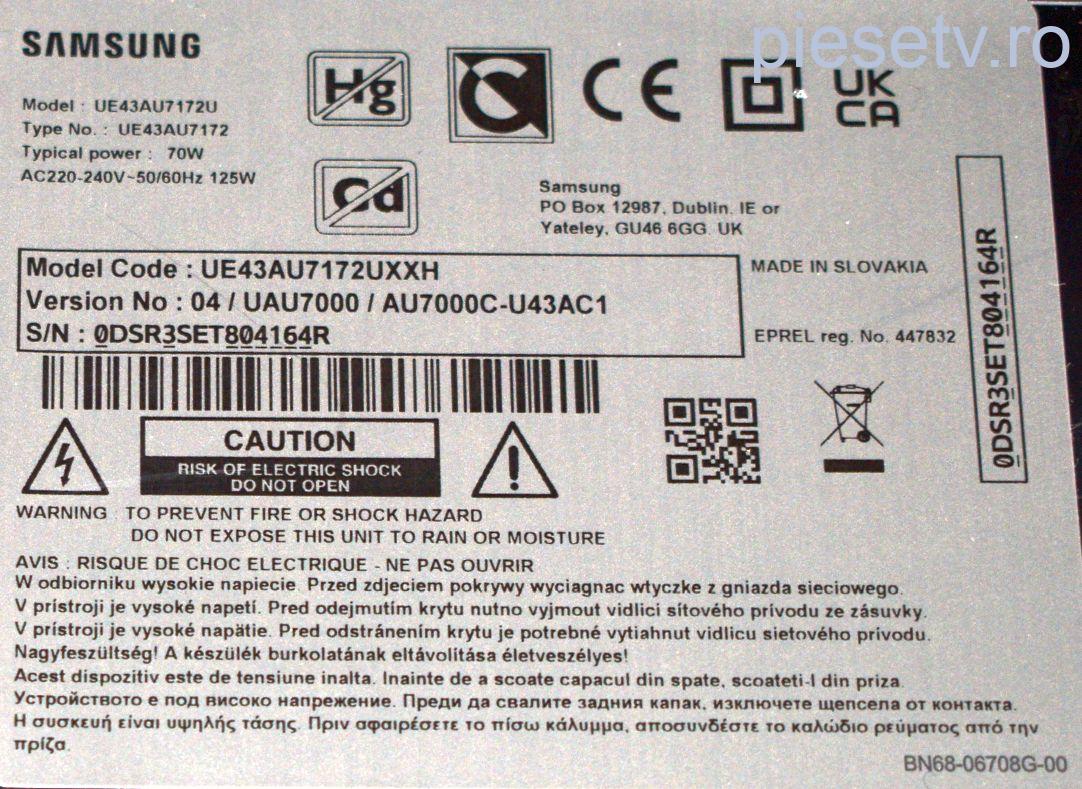 piesetv.ro
SAMSUNG
Model : UE43AU7172U
Type No. : UE43AU7172
Typical power : 70W
AC220-240V~50/60Hz 125W
Hg
Cd
C
CE
UK
CA
Samsung
PO Box 12987, Dublin. IE or
Yateley, GU46 6GG. UK
Model Code : UE43AU7172UXXH
Version No : 04 / UAU7000 / AU7000C-U43AC1
S/N : 0DSR3SET804164R
MADE IN SLOVAKIA
EPREL reg. No. 447832
0DSR3SET804164R
CAUTION
RISK OF ELECTRIC SHOCK
DO NOT OPEN
WARNING : TO PREVENT FIRE OR SHOCK HAZARD
DO NOT EXPOSE THIS UNIT TO RAIN OR MOISTURE
AVIS : RISQUE DE CHOC ELECTRIQUE - NE PAS OUVRIR
W odbiorniku wysokie napiecie. Przed zdjeciem pokrywy wyciagnac wtyczke z gniazda sieciowego.
V prístroji je vysoké napetí. Pred odejmutím krytu nutno vyjmout vidlici sítového prívodu ze zásuvky.
V prístroji je vysoké napätie. Pred odstránením krytu je potrebné vytiahnut vidlicu sietového prívodu.
Nagyfeszültség! A készülék burkolatának eltávolítása életveszélyes!
Acest dispozitiv este de tensiune inalta. Inainte de a scoate capacul din spate, scoateti-l din priza.
Устройството е под високо напрежение. Преди да свалите задния капак, изключете щепсела от контакта.
Η συσκευή είναι υψηλής τάσης. Πριν αφαιρέσετε το πίσω κάλυμμα, αποσυνδέστε το καλώδιο ρεύματος από την
πρίζα.
BN68-06708G-00